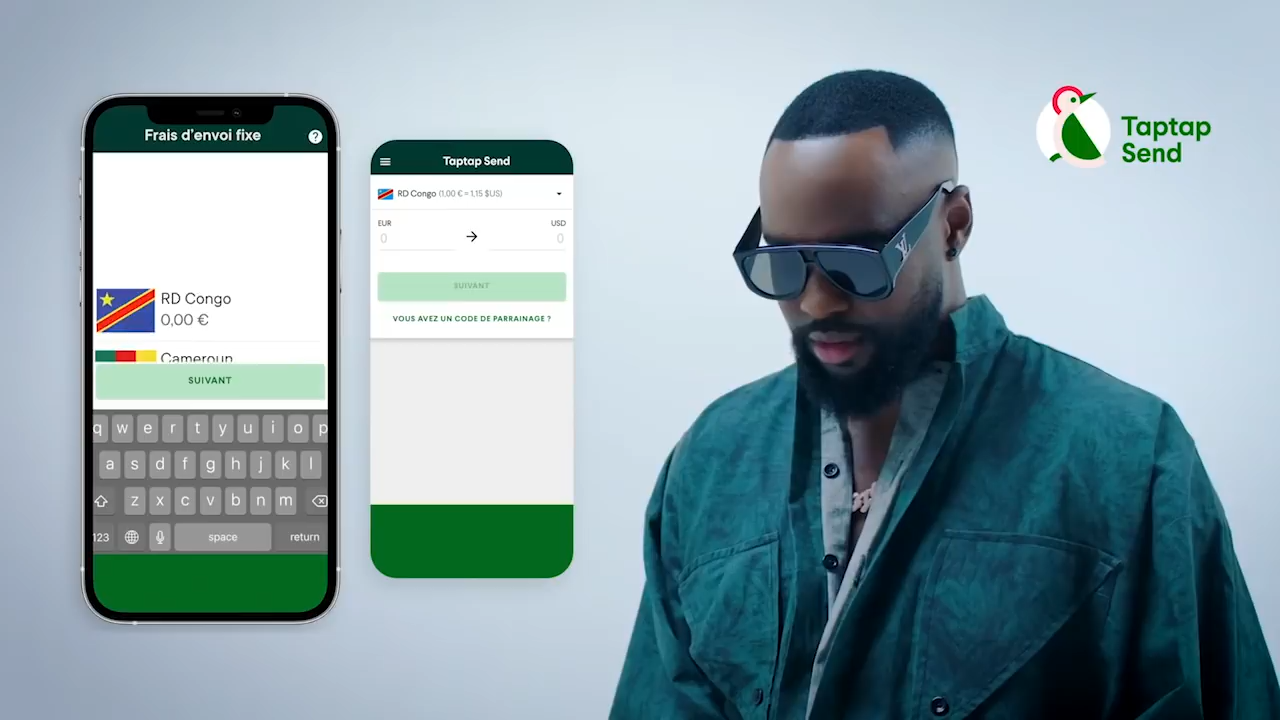 Frais d'envoi fixe
?
RD Congo
0,00 €
Cameroun
SUIVANT
q w e r t y u i o p
a s d f g h j k l
z x c v b n m
123
space
return
Taptap Send
RD Congo (1,00 € = 1.15 $US)
EUR
USD
0
0
SUIVANT
VOUS AVEZ UN CODE DE PARRAINAGE ?
LV
Taptap
Send